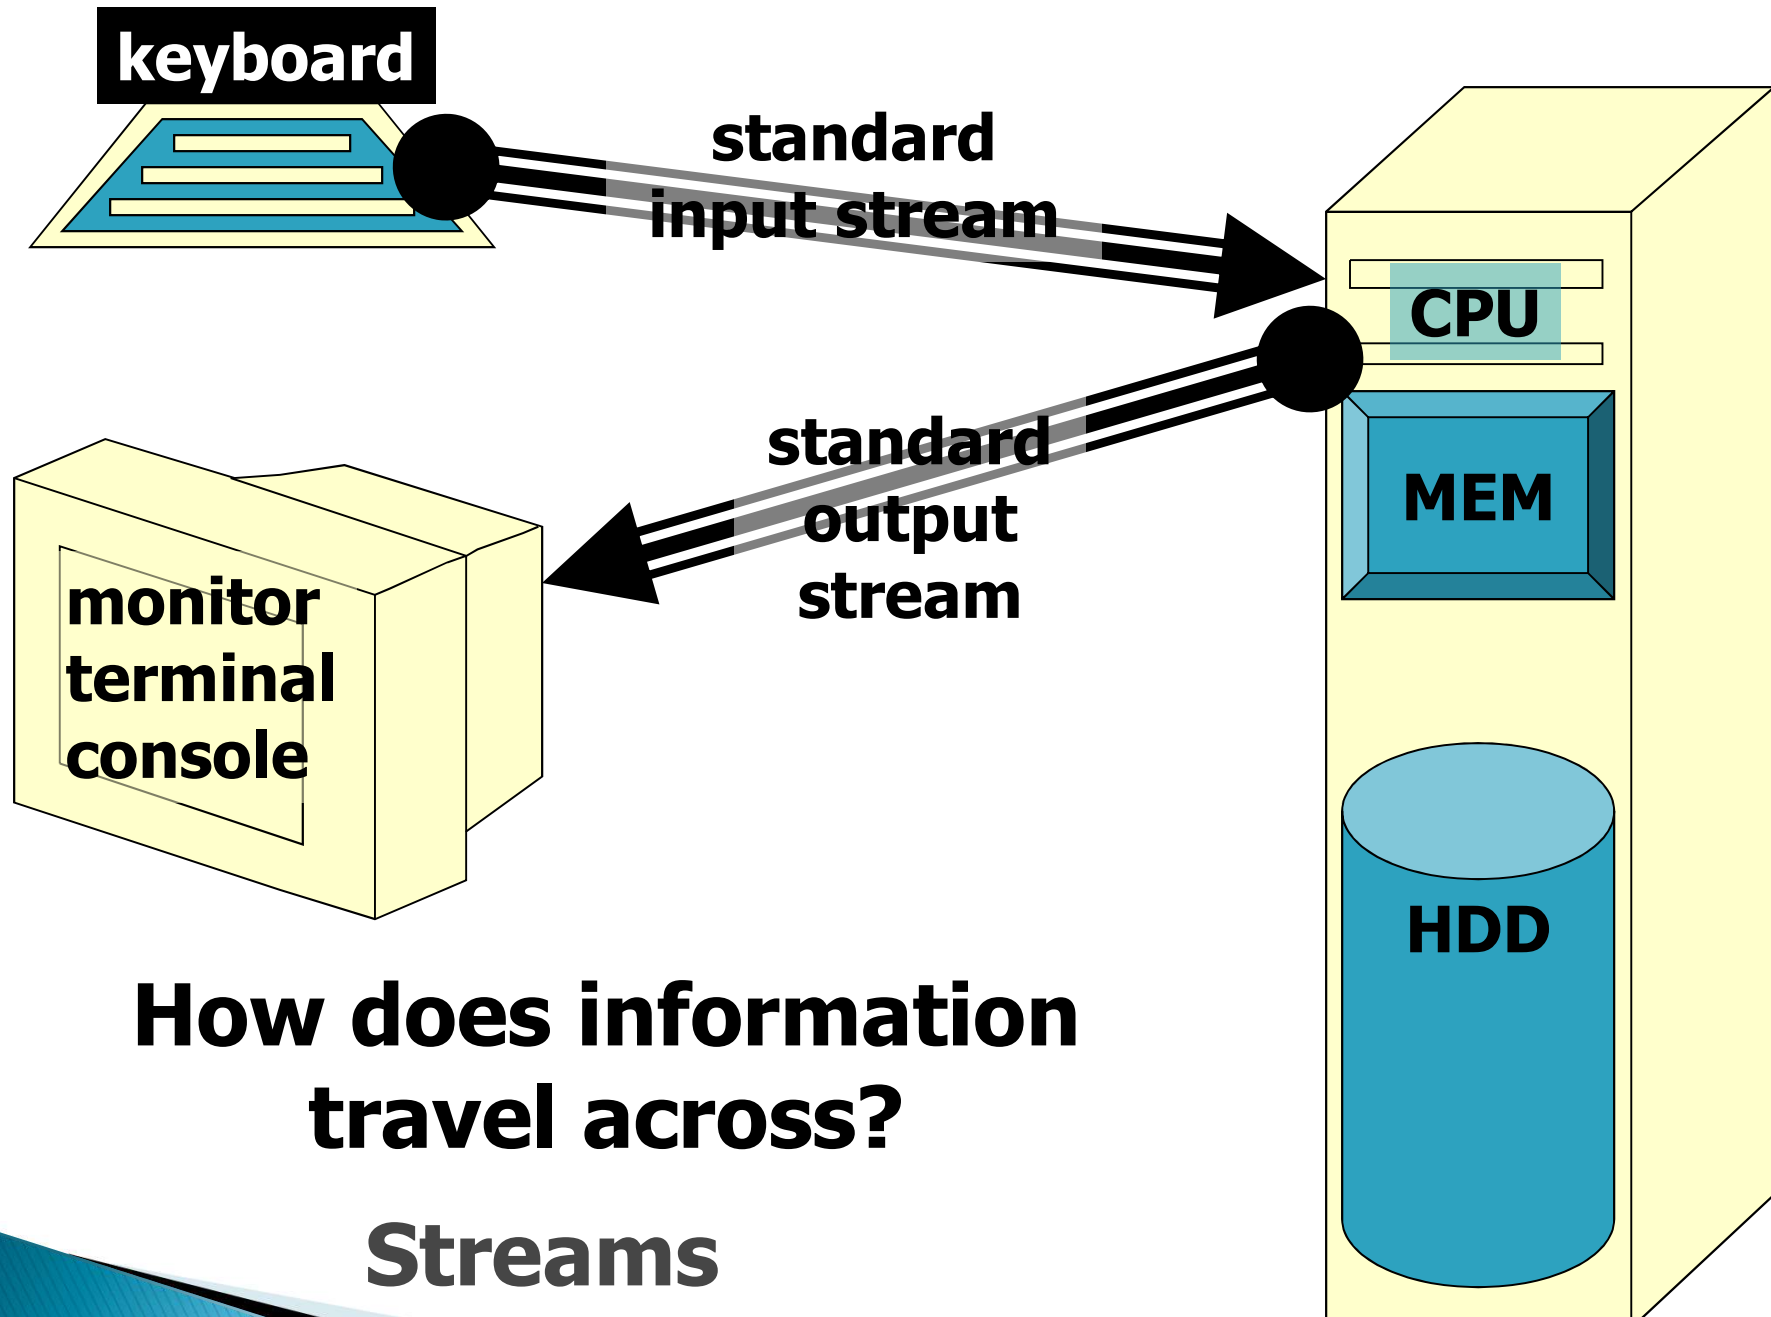 keyboard
standard
input stream
CPU
standard
output
stream
MEM
monitor
terminal
console
HDD
How does information
travel across?
Streams